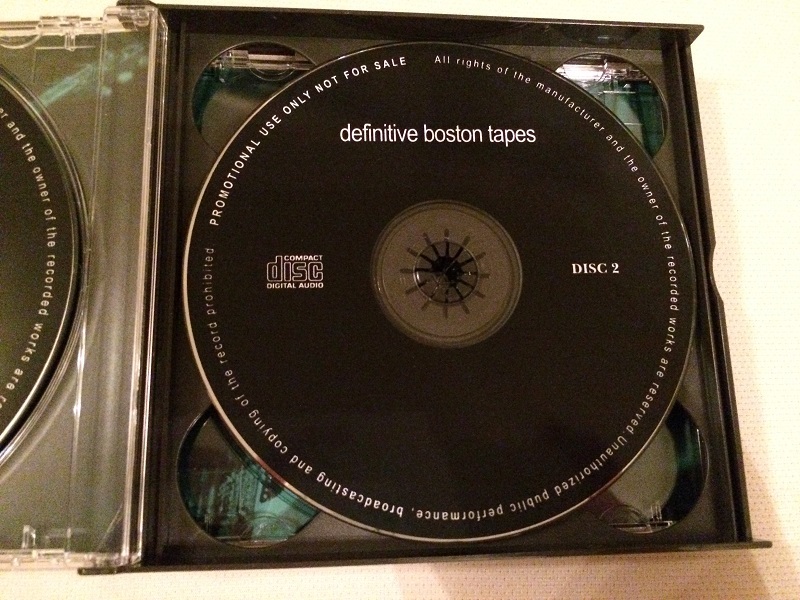 PROMOTIONAL USE ONLY NOT FOR SALE
All rights of the manufacturer and the owner of the recorded works are reserved Unauthorized public performance, broadcasting and copying of the record prohibited
definitive boston tapes
COMPACT
disc
DIGITAL AUDIO
DISC 2
er and the owner of the recorded works are re